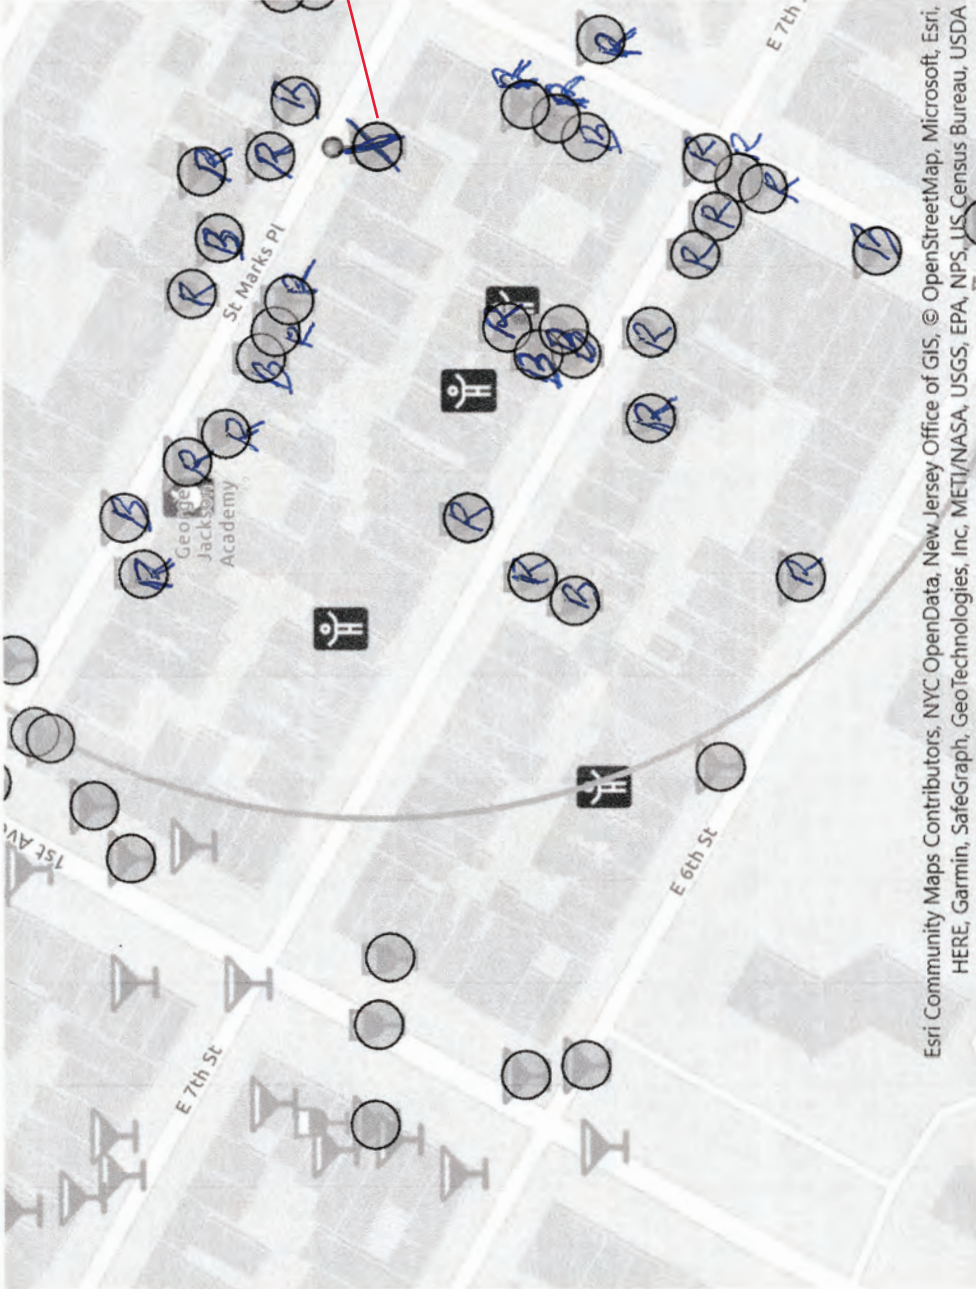 E 7th
R
R
R
B
B
R
R
R
R
R
R
B
St Marks Pl
B
R
B
R
R
R
B
B
R
R
R
R
B
R
George
Jackson
Academy
R
R
B
R
1st Ave
E 7th St
E 6th St
Esri Community Maps Contributors, NYC OpenData, New Jersey Office of GIS, © OpenStreetMap, Microsoft, Esri,
HERE, Garmin, SafeGraph, GeoTechnologies, Inc, METI/NASA, USGS, EPA, NPS, US Census Bureau, USDA